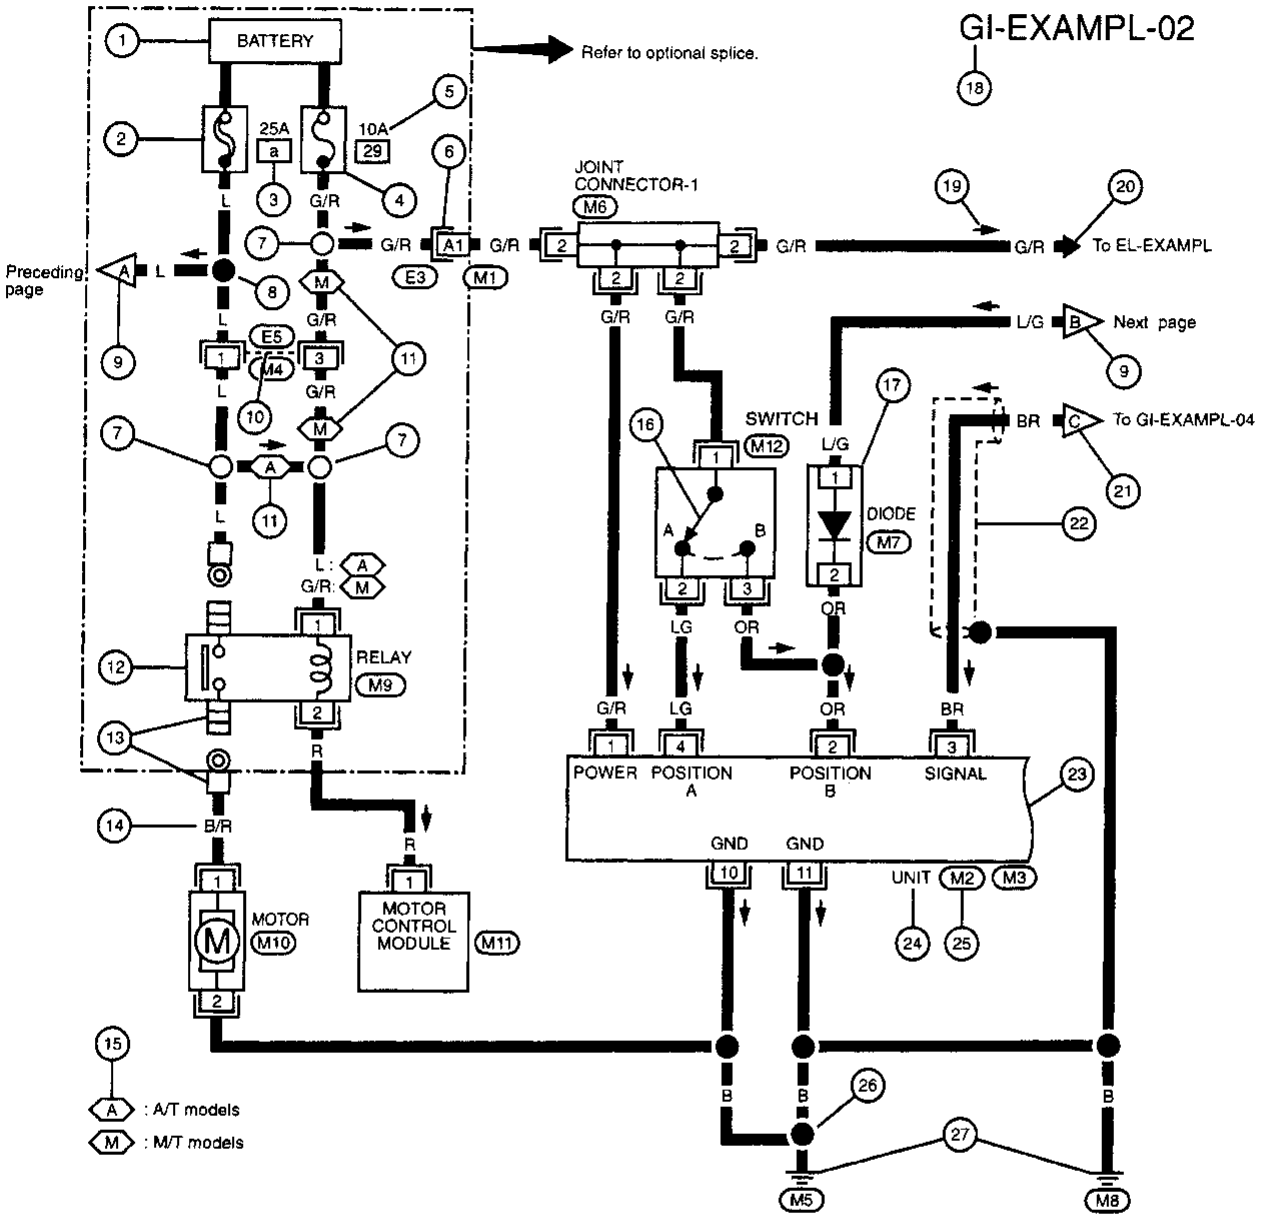 GI-EXAMPL-02
18
1
BATTERY
Refer to optional splice.
5
2
25A
a
10A
29
6
3
4
L
G/R
JOINT
CONNECTOR-1
M6
19
20
7
G/R
A1
G/R
2
2
G/R
G/R
To EL-EXAMPL
E3
M1
Preceding
page
A
L
8
M
2
2
9
L
G/R
G/R
G/R
L/G
B
Next page
E5
1
3
M4
11
9
L
G/R
10
17
M
16
SWITCH
M12
BR
C
To GI-EXAMPL-04
7
A
7
1
L/G
1
21
11
L
A
B
DIODE
M7
22
L :
A
G/R:
M
2
3
2
1
LG
OR
OR
12
RELAY
M9
2
G/R
LG
OR
BR
13
R
1
4
2
3
POWER
POSITION
A
POSITION
B
SIGNAL
23
14
B/R
R
GND
GND
10
11
UNIT
M2
M3
1
1
MOTOR
CONTROL
MODULE
M11
M
MOTOR
M10
24
25
2
15
A
: A/T models
M
: M/T models
B
B
B
26
27
M5
M8